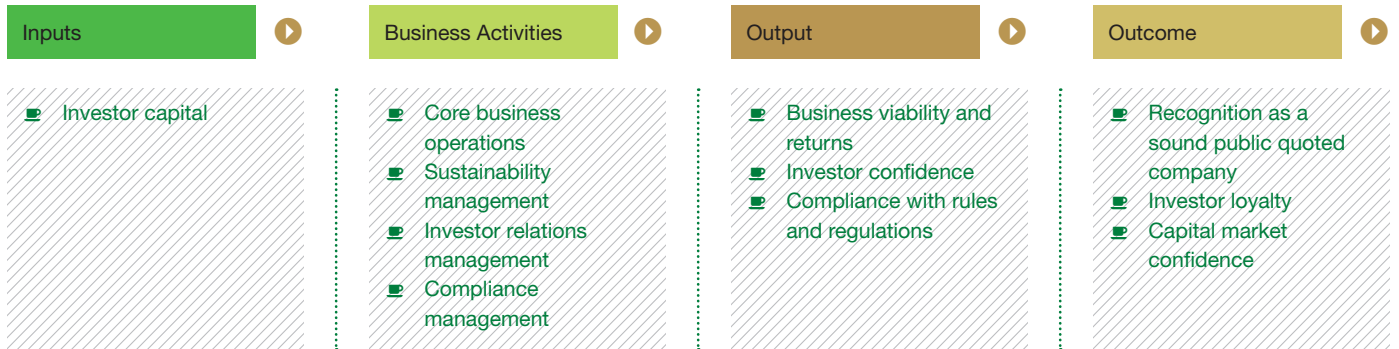 Inputs
Business Activities
Output
Outcome
Investor capital
Core business
operations
Sustainability
management
Investor relations
management
Compliance
management
Business viability and
returns
Investor confidence
Compliance with rules
and regulations
Recognition as a
sound public quoted
company
Investor loyalty
Capital market
confidence